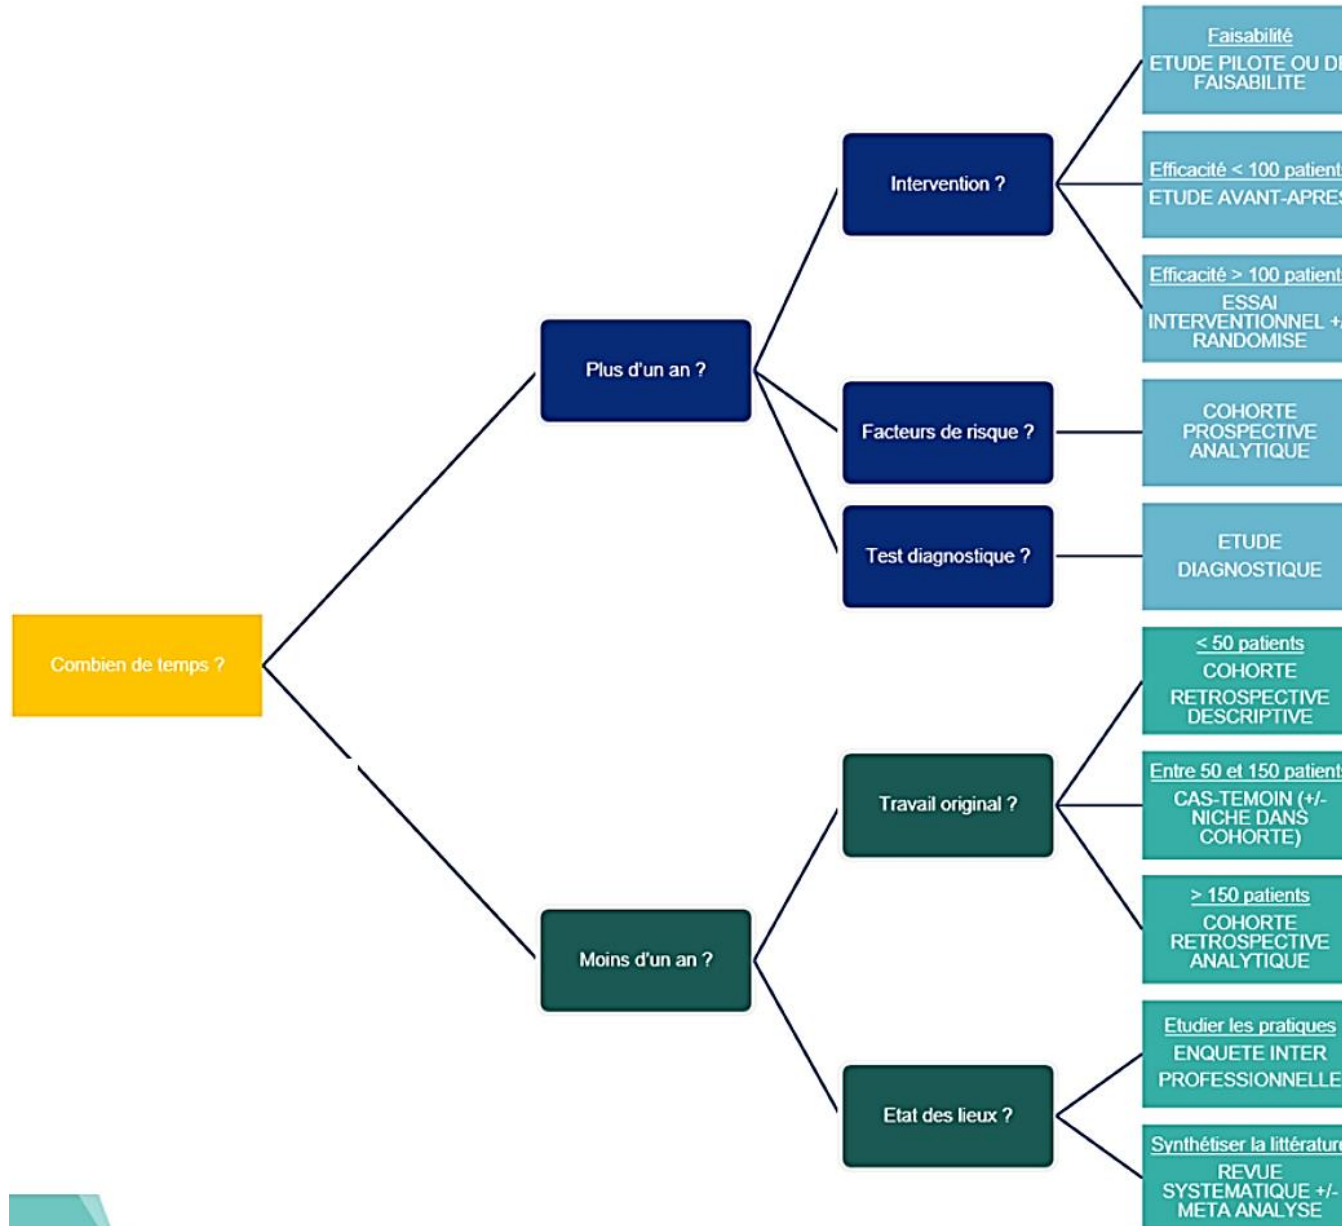 Faisabilité
ETUDE PILOTE OU DE
FAISABILITE
Efficacité < 100 patients
ETUDE AVANT-APRES
Efficacité > 100 patients
ESSAI
INTERVENTIONNEL +/
RANDOMISE
Intervention ?
Plus d'un an ?
Facteurs de risque ?
COHORTE
PROSPECTIVE
ANALYTIQUE
Test diagnostique ?
ETUDE
DIAGNOSTIQUE
Combien de temps ?
< 50 patients
COHORTE
RETROSPECTIVE
DESCRIPTIVE
Travail original ?
Entre 50 et 150 patients
CAS-TEMOIN (+/-
NICHE DANS
COHORTE)
> 150 patients
COHORTE
RETROSPECTIVE
ANALYTIQUE
Moins d'un an ?
Etat des lieux ?
Etudier les pratiques
ENQUETE INTER
PROFESSIONNELLE
Synthétiser la littérature
REVUE
SYSTEMATIQUE +/-
META ANALYSE